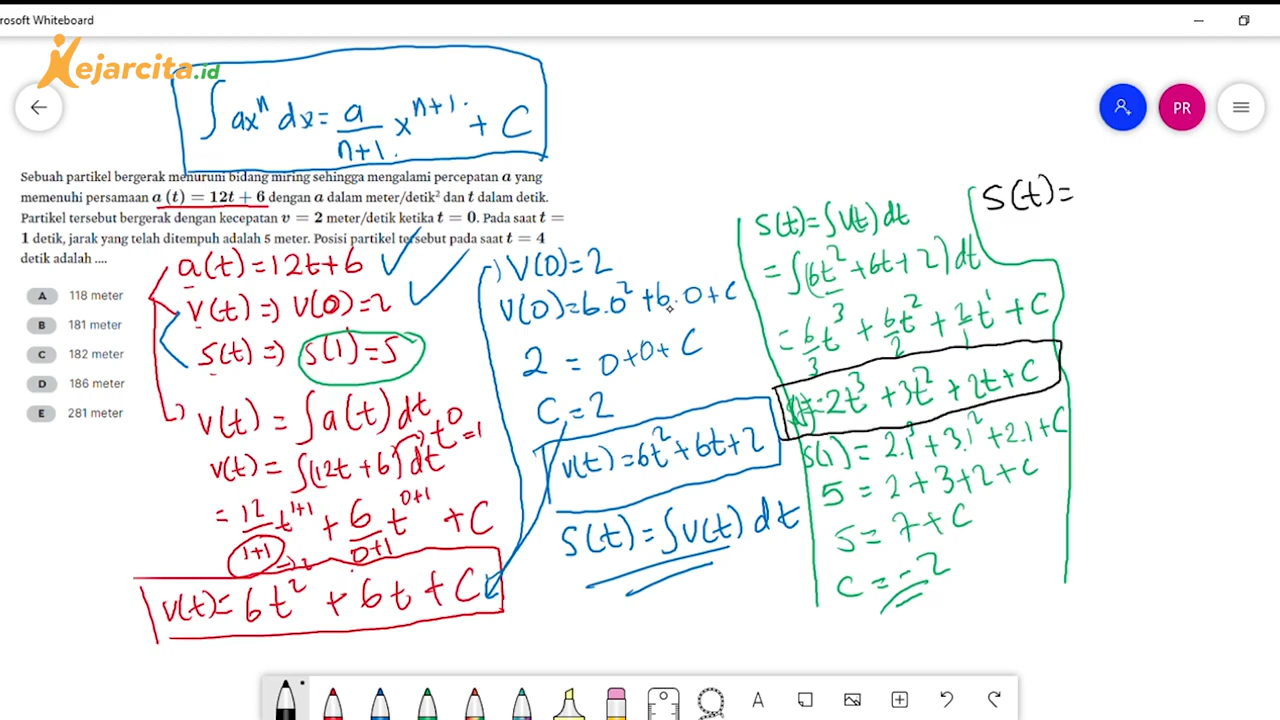 rosoft Whiteboard
ejarcita.id
∫ axⁿ dx = a/(n+1) xⁿ⁺¹ + C
PR
Sebuah partikel bergerak menuruni bidang miring sehingga mengalami percepatan a yang
memenuhi persamaan a (t) = 12t + 6 dengan a dalam meter/detik² dan t dalam detik.
Partikel tersebut bergerak dengan kecepatan v = 2 meter/detik ketika t = 0. Pada saat t =
1 detik, jarak yang telah ditempuh adalah 5 meter. Posisi partikel tersebut pada saat t = 4
detik adalah ....
A 118 meter
B 181 meter
C 182 meter
D 186 meter
E 281 meter
a(t) = 12t + 6
v(t) => v(0) = 2
s(t) => s(1) = 5
v(t) = ∫ a(t) dt
t⁰ = 1
v(t) = ∫(12t + 6) dt
= 12/(1+1) t¹⁺¹ + 6/(0+1) t⁰⁺¹ + C
v(t) = 6t² + 6t + C
v(0) = 2
v(0) = 6.0² + 6.0 + C
2 = 0 + 0 + C
C = 2
v(t) = 6t² + 6t + 2
s(t) = ∫v(t) dt
s(t) = ∫v(t) dt
= ∫(6t² + 6t + 2) dt
= 6/3 t³ + 6/2 t² + 2/1 t¹ + C
= 2t³ + 3t² + 2t + C
s(1) = 2.1³ + 3.1² + 2.1 + C
5 = 2 + 3 + 2 + C
5 = 7 + C
C = -2
s(t) =
A